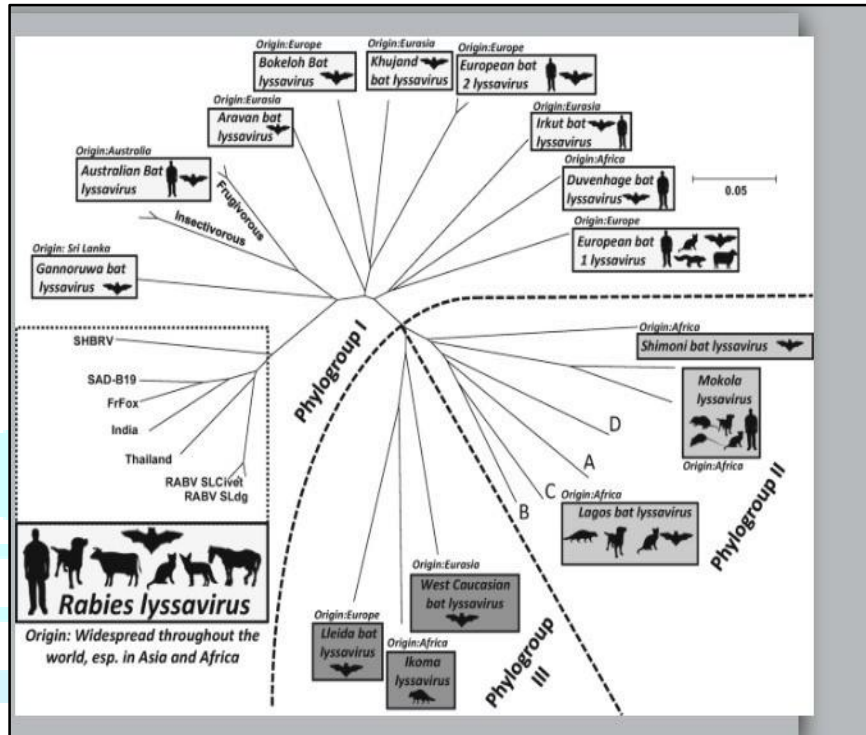 Origin:Europe
Bokeloh Bat
lyssavirus
Origin:Eurasia
Khujand
bat lyssavirus
Origin:Europe
European bat
2 lyssavirus
Origin:Eurasia
Aravan bat
lyssavirus
Origin:Eurasia
Irkut bat
lyssavirus
Origin:Australia
Australian Bat
lyssavirus
Frugivorous
Insectivorous
Origin:Africa
Duvenhage bat
lyssavirus
0.05
Origin:Europe
European bat
1 lyssavirus
Origin: Sri Lanka
Gannoruwa bat
lyssavirus
Phylogroup I
SHBRV
SAD-B19
FrFox
India
Thailand
RABV SLCivet
RABV SLdg
Rabies lyssavirus
Origin: Widespread throughout the
world, esp. in Asia and Africa
Origin:Africa
Shimoni bat lyssavirus
Mokola
lyssavirus
Origin:Africa
D
A
C
B
Origin:Africa
Lagos bat lyssavirus
Phylogroup II
Origin:Eurasia
West Caucasian
bat lyssavirus
Origin:Europe
Lleida bat
lyssavirus
Origin:Africa
Ikoma
lyssavirus
Phylogroup
III